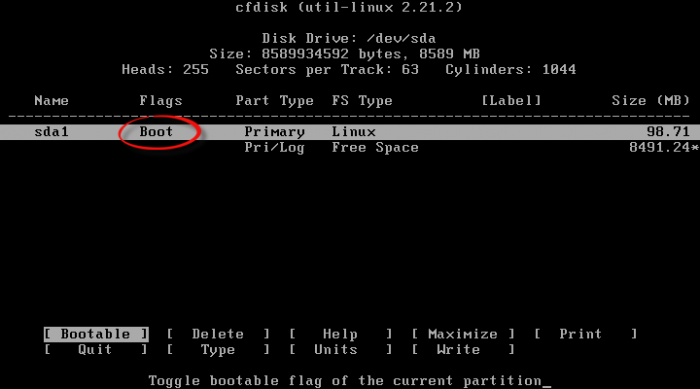 cfdisk (util-linux 2.21.2)
Disk Drive: /dev/sda
Size: 8589934592 bytes, 8589 MB
Heads: 255   Sectors per Track: 63   Cylinders: 1044
Name   Flags   Part Type   FS Type   [Label]   Size (MB)
sda1   Boot   Primary   Linux   98.71
Pri/Log   Free Space   8491.24*
[ Bootable ]   [ Delete ]   [ Help ]   [ Maximize ]   [ Print ]
[ Quit ]   [ Type ]   [ Units ]   [ Write ]
Toggle bootable flag of the current partition_